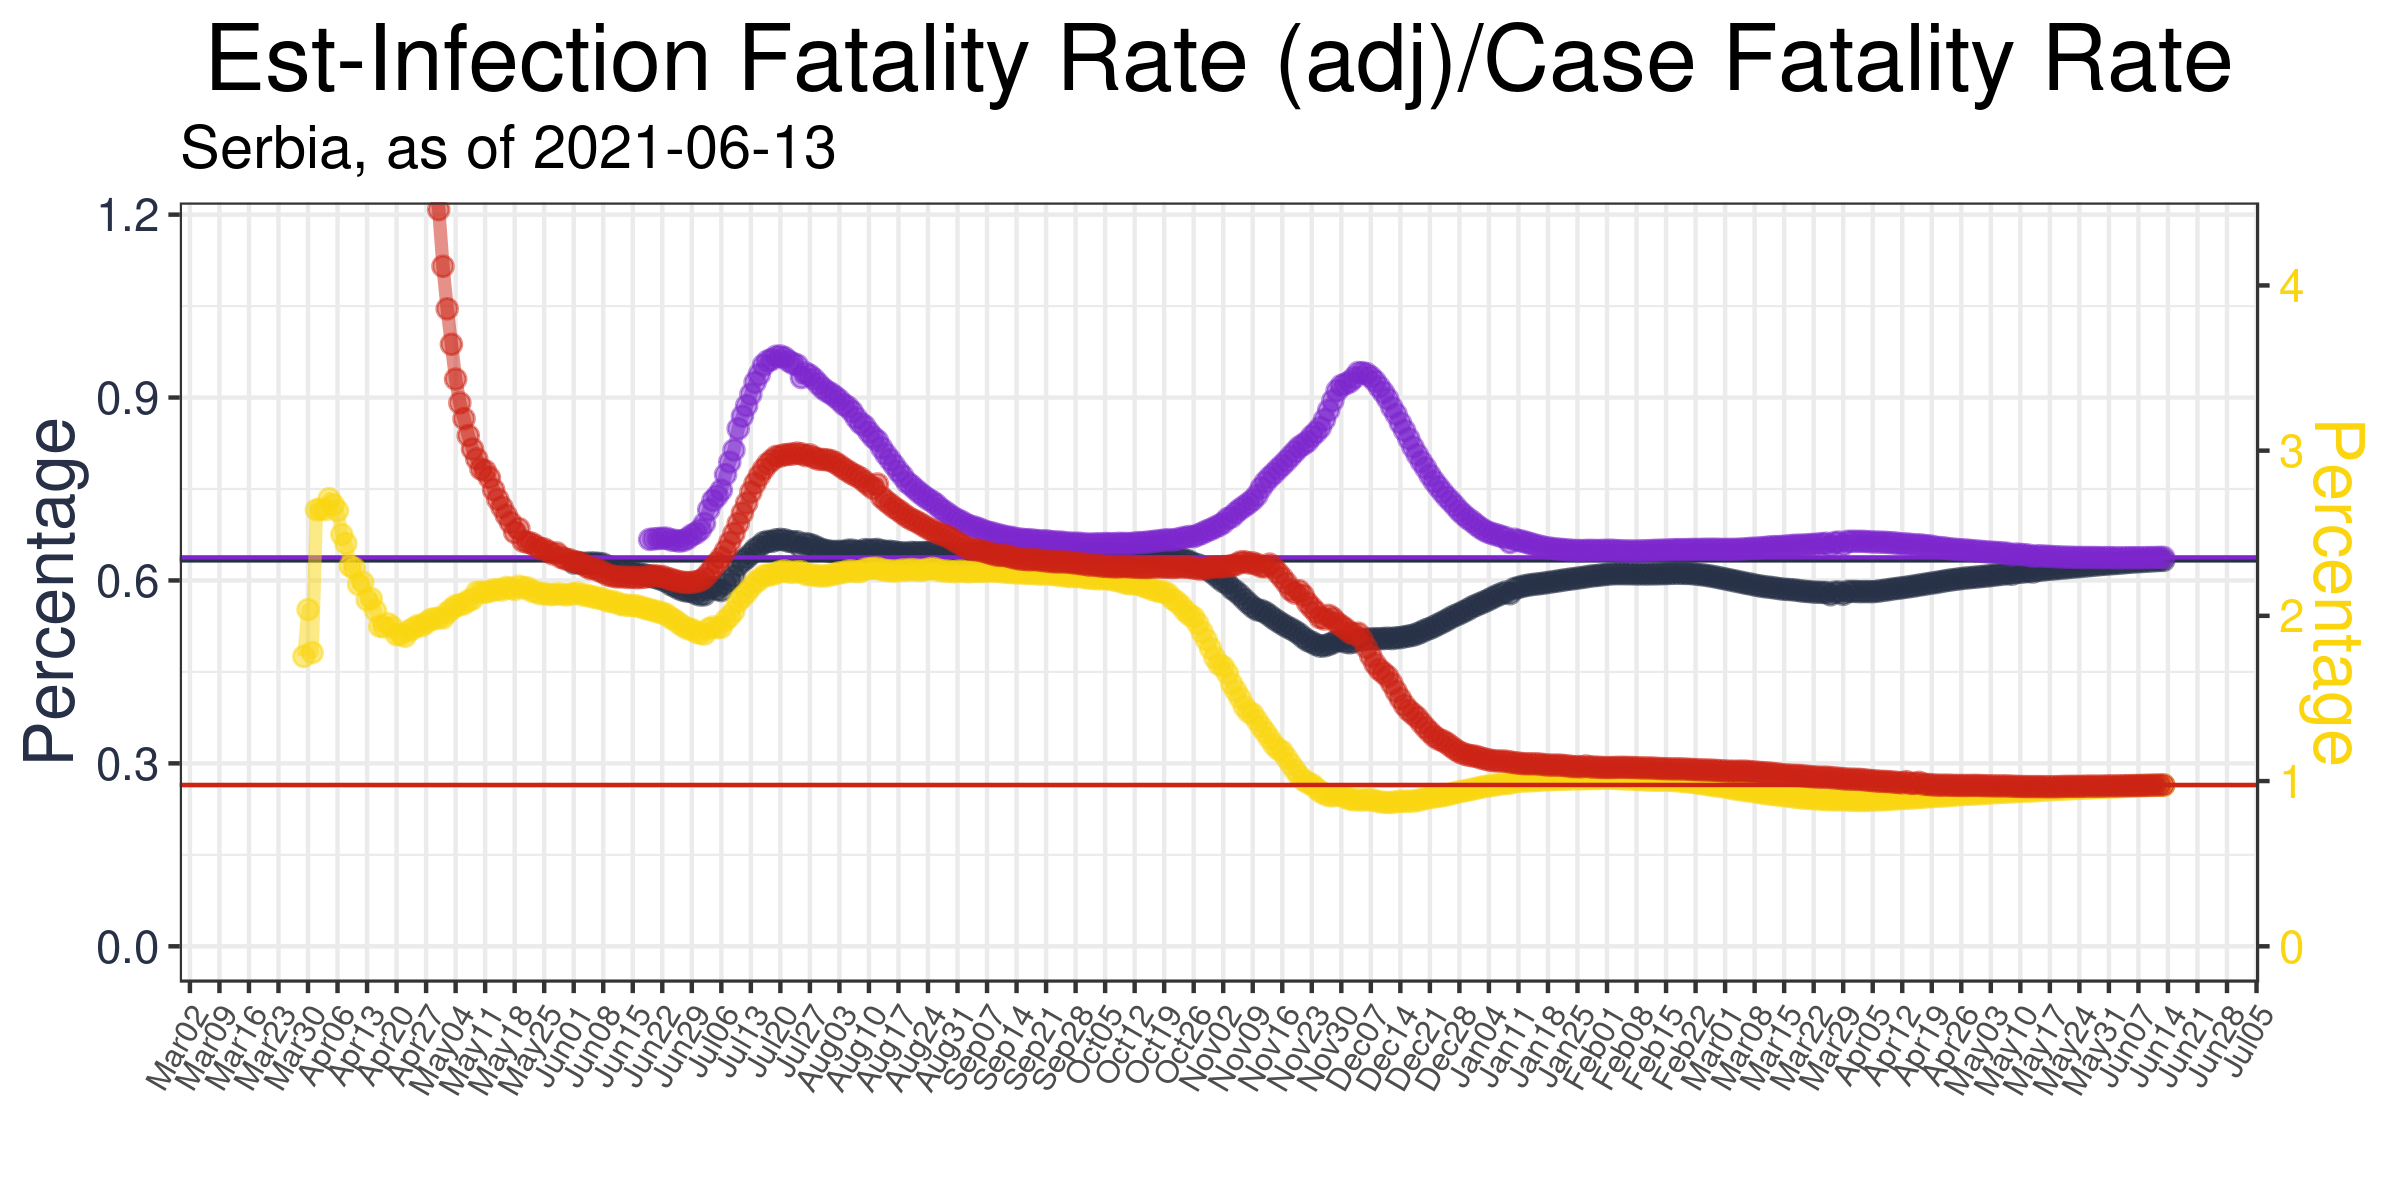 Est-Infection Fatality Rate (adj)/Case Fatality Rate
Serbia, as of 2021-06-13
Percentage
1.2
0.9
0.6
0.3
0.0
4
3
2
1
0
Percentage
Mar02
Mar09
Mar16
Mar23
Mar30
Apr06
Apr13
Apr20
Apr27
May04
May11
May18
May25
Jun01
Jun08
Jun15
Jun22
Jun29
Jul06
Jul13
Jul20
Jul27
Aug03
Aug10
Aug17
Aug24
Aug31
Sep07
Sep14
Sep21
Sep28
Oct05
Oct12
Oct19
Oct26
Nov02
Nov09
Nov16
Nov23
Nov30
Dec07
Dec14
Dec21
Dec28
Jan04
Jan11
Jan18
Jan25
Feb01
Feb08
Feb15
Feb22
Mar01
Mar08
Mar15
Mar22
Mar29
Apr05
Apr12
Apr19
Apr26
May03
May10
May17
May24
May31
Jun07
Jun14
Jun21
Jun28
Jul05